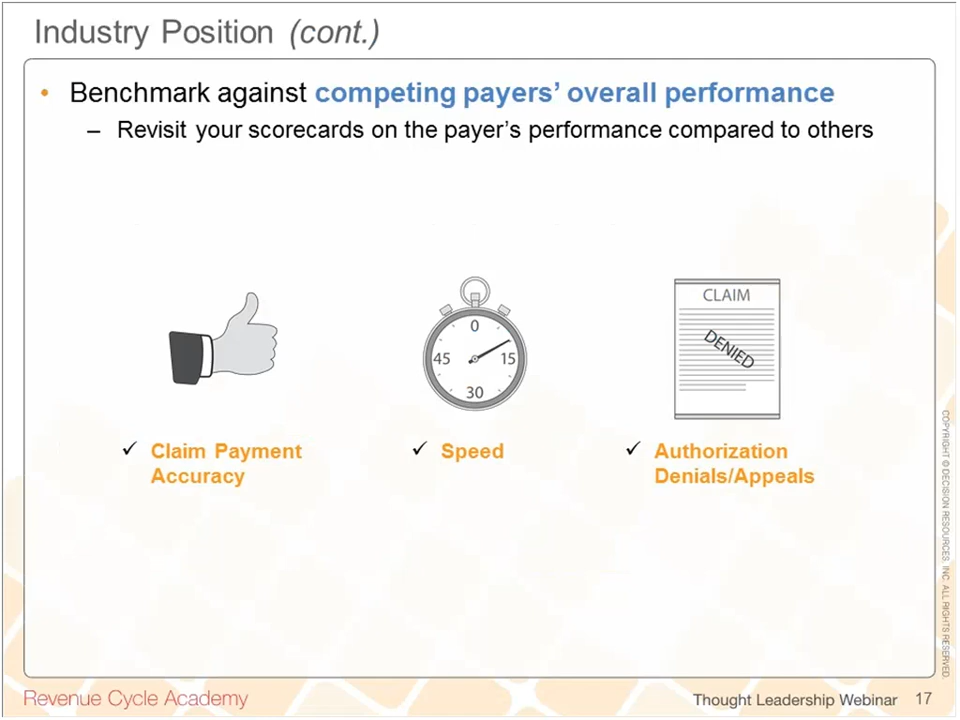 Industry Position (cont.)
• Benchmark against competing payers’ overall performance
– Revisit your scorecards on the payer’s performance compared to others
0
45
15
30
CLAIM
DENIED
✓ Claim Payment
Accuracy
✓ Speed
✓ Authorization
Denials/Appeals
COPYRIGHT © DECISION RESOURCES, INC. ALL RIGHTS RESERVED.
Revenue Cycle Academy
Thought Leadership Webinar 17